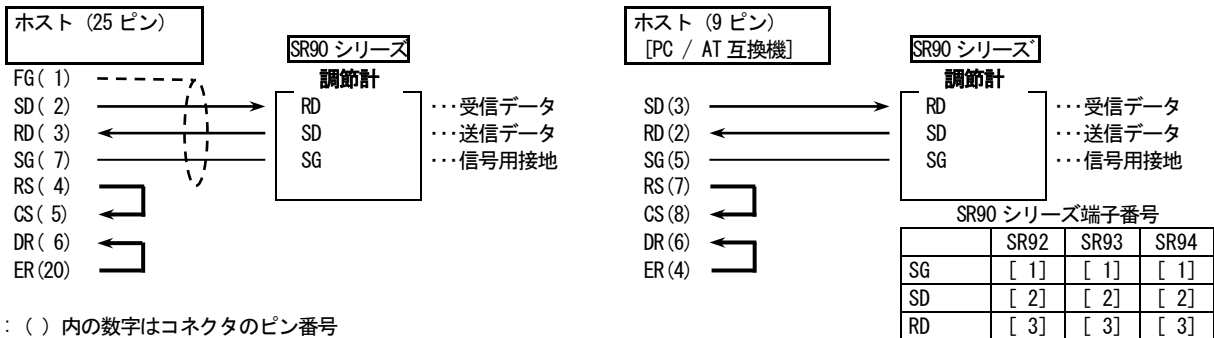 ホスト (25 ピン)
SR90 シリーズ
調節計
FG( 1)
SD( 2)
RD ･･･受信データ
RD( 3)
SD ･･･送信データ
SG( 7)
SG ･･･信号用接地
RS( 4)
CS( 5)
DR( 6)
ER(20)
: ( ) 内の数字はコネクタのピン番号
ホスト (9 ピン)
[PC / AT 互換機]
SR90 シリーズ
調節計
SD(3)
RD ･･･受信データ
RD(2)
SD ･･･送信データ
SG(5)
SG ･･･信号用接地
RS(7)
CS(8)
DR(6)
ER(4)
SR90 シリーズ端子番号
SR92 SR93 SR94
SG [ 1] [ 1] [ 1]
SD [ 2] [ 2] [ 2]
RD [ 3] [ 3] [ 3]